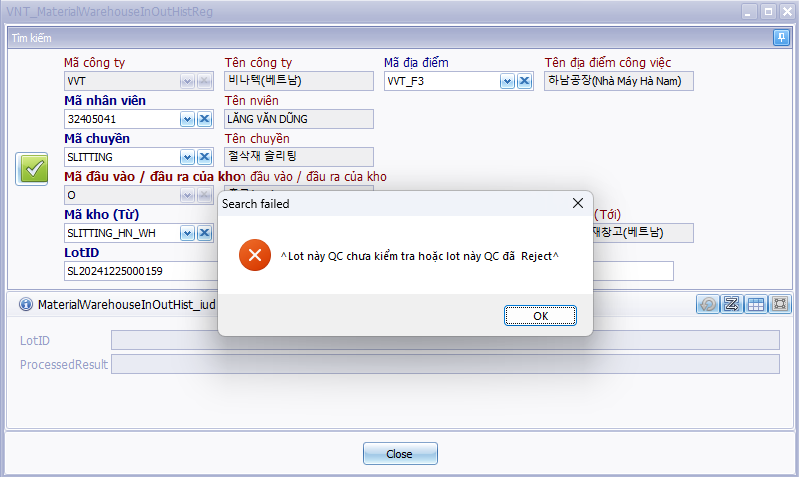 VNT_MaterialWarehouseInOutHistReg
Tìm kiếm
Mã công ty Tên công ty Mã địa điểm Tên địa điểm công việc
VVT 비나텍(베트남) VVT_F3 하남공장(Nhà Máy Hà Nam)
Mã nhân viên Tên nviên
32405041 LĂNG VĂN DŨNG
Mã chuyền Tên chuyền
SLITTING 절삭재 슬리팅
Mã đầu vào / đầu ra của kho n đầu vào / đầu ra của kho
O
Mã kho (Từ) (Tới)
SLITTING_HN_WH 재창고(베트남)
LotID
SL20241225000159
Search failed
^Lot này QC chưa kiểm tra hoặc lot này QC đã  Reject^
OK
MaterialWarehouseInOutHist_iud
LotID
ProcessedResult
Close